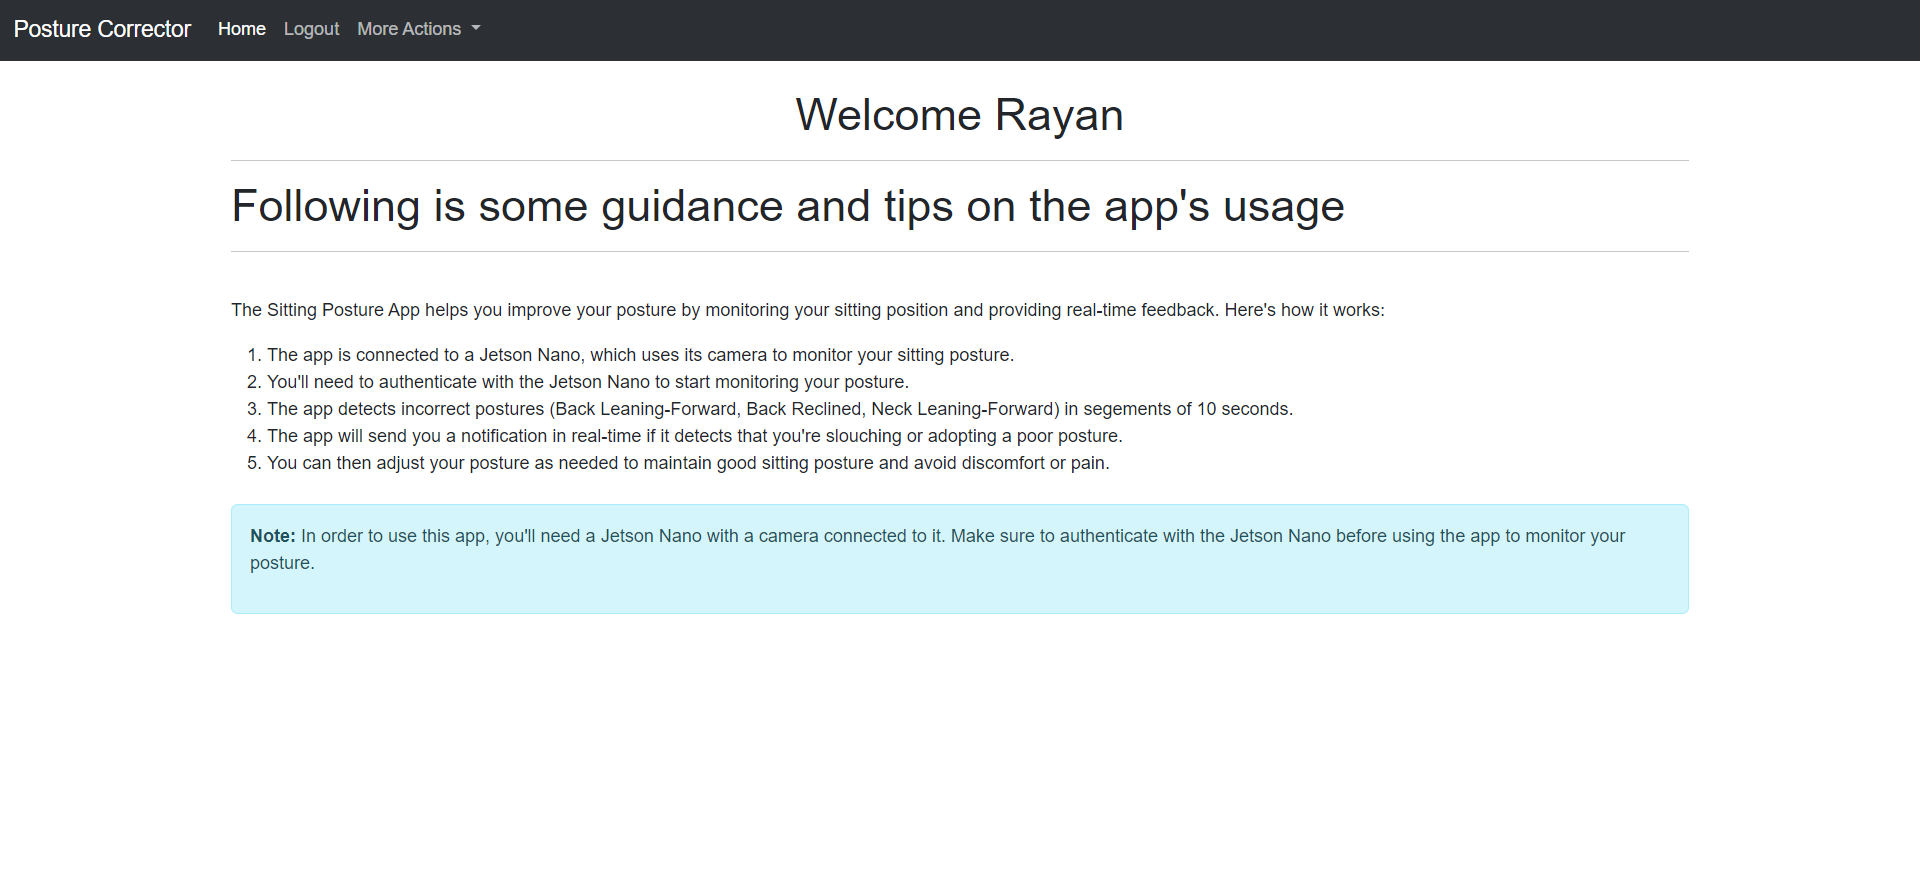 Posture Corrector Home Logout More Actions
Welcome Rayan
Following is some guidance and tips on the app's usage
The Sitting Posture App helps you improve your posture by monitoring your sitting position and providing real-time feedback. Here's how it works:
1. The app is connected to a Jetson Nano, which uses its camera to monitor your sitting posture.
2. You'll need to authenticate with the Jetson Nano to start monitoring your posture.
3. The app detects incorrect postures (Back Leaning-Forward, Back Reclined, Neck Leaning-Forward) in segements of 10 seconds.
4. The app will send you a notification in real-time if it detects that you're slouching or adopting a poor posture.
5. You can then adjust your posture as needed to maintain good sitting posture and avoid discomfort or pain.
Note: In order to use this app, you'll need a Jetson Nano with a camera connected to it. Make sure to authenticate with the Jetson Nano before using the app to monitor your
posture.